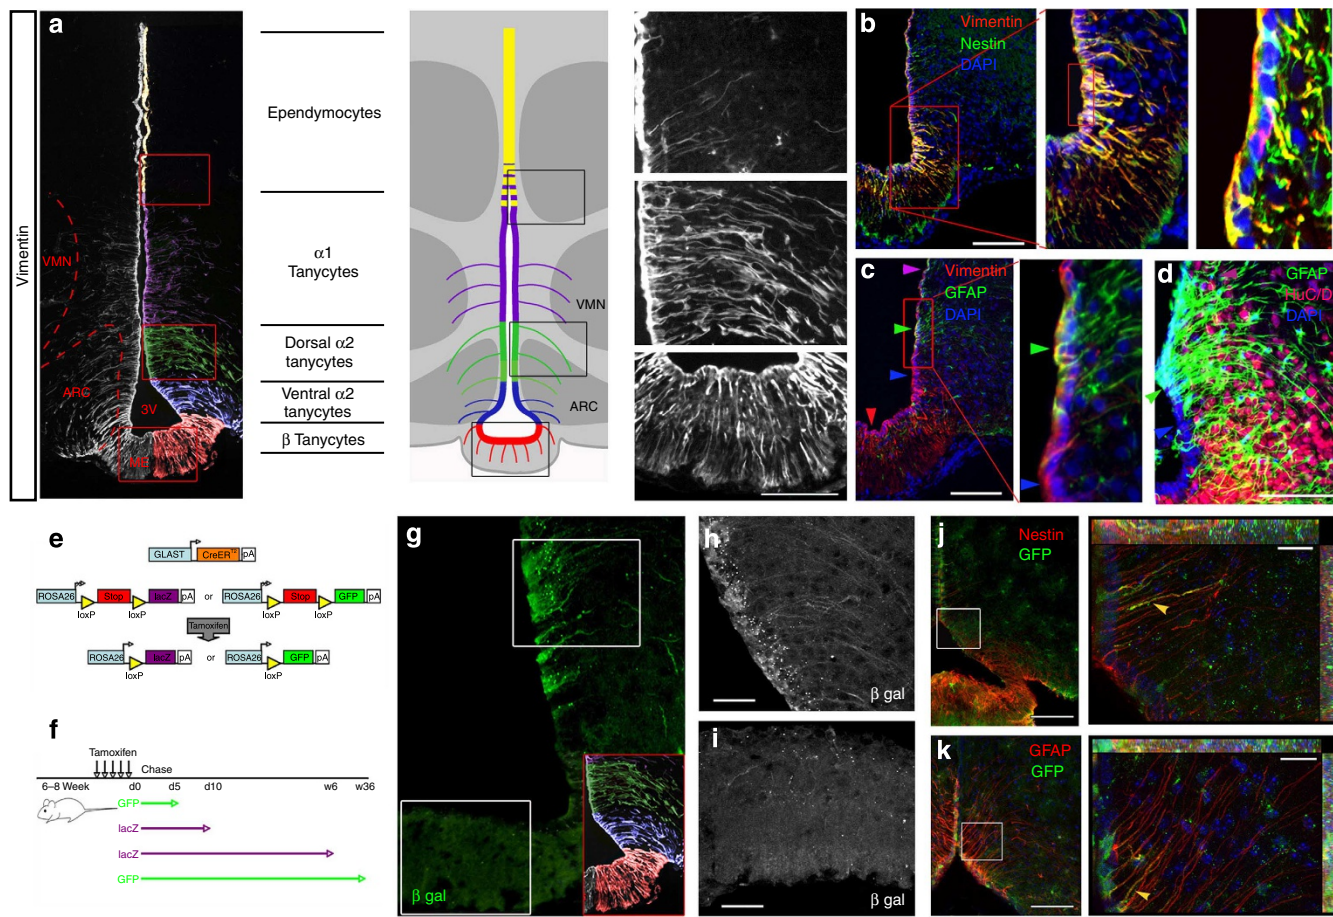 Vimentin
a
VMN
ARC
3V
ME
Ependymocytes
α1
Tanycytes
Dorsal α2
tanycytes
Ventral α2
tanycytes
β Tanycytes
VMN
ARC
b
Vimentin
Nestin
DAPI
c
Vimentin
GFAP
DAPI
d
GFAP
HuC/D
DAPI
e
GLAST
CreERT2
pA
ROSA26
Stop
lacZ
pA
or
ROSA26
Stop
GFP
pA
loxP
loxP
loxP
loxP
Tamoxifen
ROSA26
lacZ
pA
or
ROSA26
GFP
pA
loxP
loxP
f
Tamoxifen
Chase
6–8 Week
d0
d5
d10
w6
w36
GFP
lacZ
lacZ
GFP
g
β gal
h
β gal
i
β gal
j
Nestin
GFP
k
GFAP
GFP